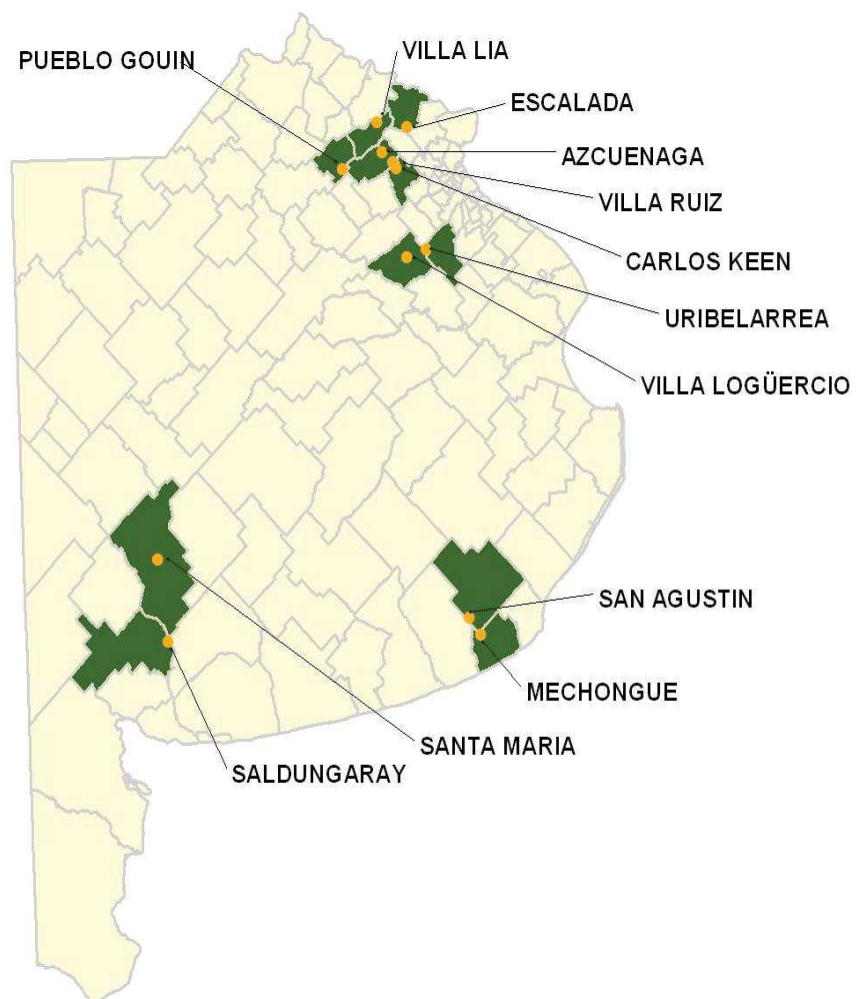 VILLA LIA
PUEBLO GOUIN
ESCALADA
AZCUENAGA
VILLA RUIZ
CARLOS KEEN
URIBELARREA
VILLA LOGÜERCIO
SAN AGUSTIN
MECHONGUE
SANTA MARIA
SALDUNGARAY